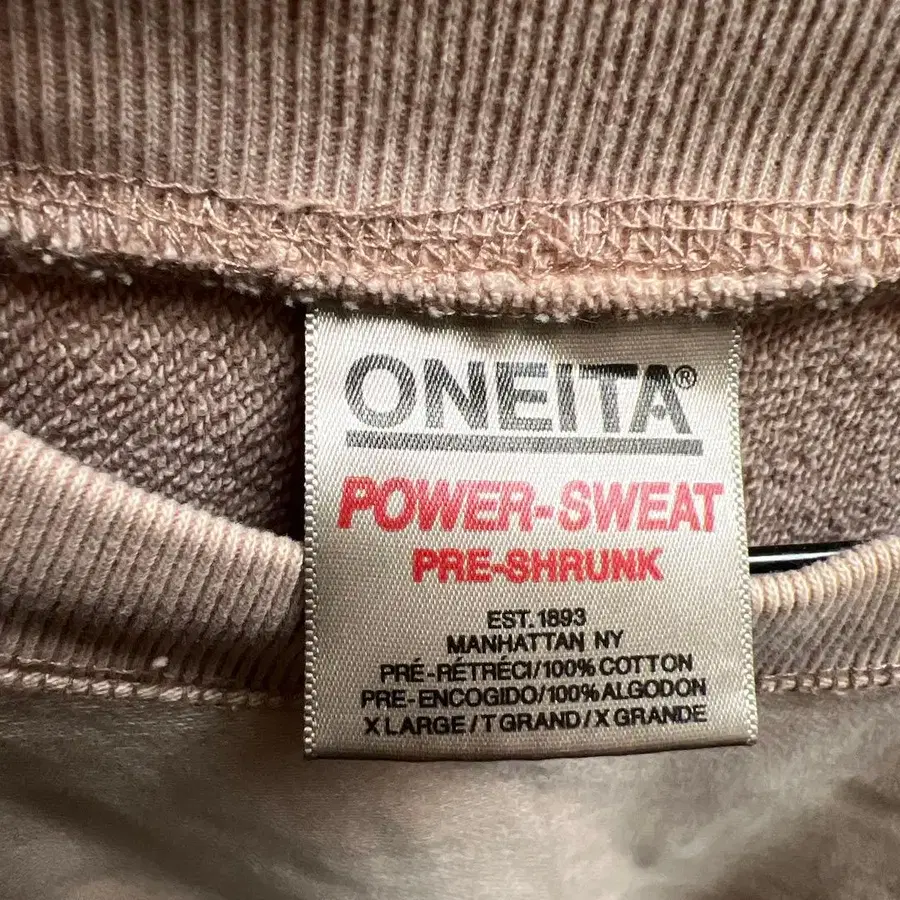 ONEITA®
POWER-SWEAT
PRE-SHRUNK
EST. 1893
MANHATTAN NY
PRÉ-RÉTRÉCI/100% COTTON
PRE-ENCOGIDO/100% ALGODON
X LARGE/T GRAND/X GRANDE